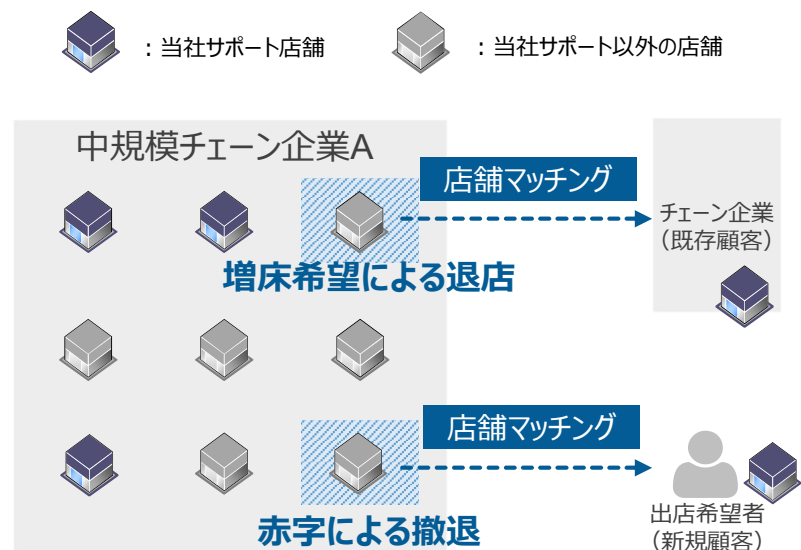 ：当社サポート店舗
：当社サポート以外の店舗
中規模チェーン企業A
店舗マッチング
チェーン企業
（既存顧客）
増床希望による退店
店舗マッチング
出店希望者
（新規顧客）
赤字による撤退